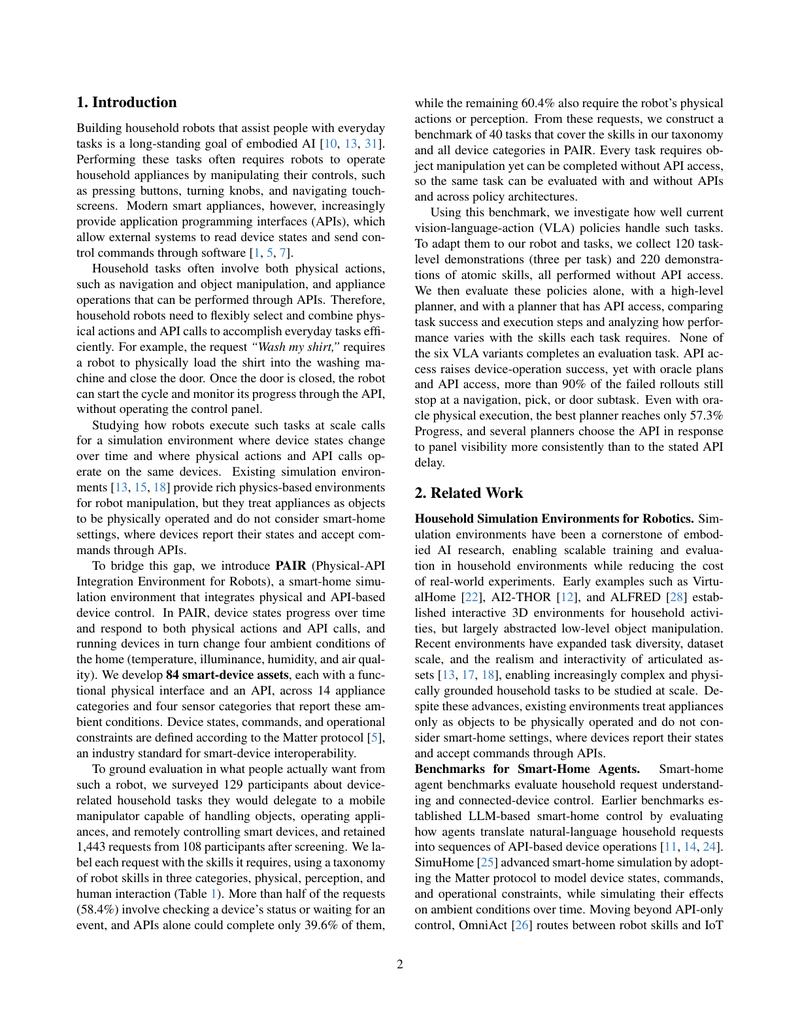 1. Introduction
Building household robots that assist people with everyday
tasks is a long-standing goal of embodied AI [10, 13, 31].
Performing these tasks often requires robots to operate
household appliances by manipulating their controls, such
as pressing buttons, turning knobs, and navigating touch-
screens. Modern smart appliances, however, increasingly
provide application programming interfaces (APIs), which
allow external systems to read device states and send con-
trol commands through software [1, 5, 7].
Household tasks often involve both physical actions,
such as navigation and object manipulation, and appliance
operations that can be performed through APIs. Therefore,
household robots need to flexibly select and combine phys-
ical actions and API calls to accomplish everyday tasks effi-
ciently. For example, the request “Wash my shirt,” requires
a robot to physically load the shirt into the washing ma-
chine and close the door. Once the door is closed, the robot
can start the cycle and monitor its progress through the API,
without operating the control panel.
Studying how robots execute such tasks at scale calls
for a simulation environment where device states change
over time and where physical actions and API calls op-
erate on the same devices. Existing simulation environ-
ments [13, 15, 18] provide rich physics-based environments
for robot manipulation, but they treat appliances as objects
to be physically operated and do not consider smart-home
settings, where devices report their states and accept com-
mands through APIs.
To bridge this gap, we introduce PAIR (Physical-API
Integration Environment for Robots), a smart-home simu-
lation environment that integrates physical and API-based
device control. In PAIR, device states progress over time
and respond to both physical actions and API calls, and
running devices in turn change four ambient conditions of
the home (temperature, illuminance, humidity, and air qual-
ity). We develop 84 smart-device assets, each with a func-
tional physical interface and an API, across 14 appliance
categories and four sensor categories that report these am-
bient conditions. Device states, commands, and operational
constraints are defined according to the Matter protocol [5],
an industry standard for smart-device interoperability.
To ground evaluation in what people actually want from
such a robot, we surveyed 129 participants about device-
related household tasks they would delegate to a mobile
manipulator capable of handling objects, operating appli-
ances, and remotely controlling smart devices, and retained
1,443 requests from 108 participants after screening. We la-
bel each request with the skills it requires, using a taxonomy
of robot skills in three categories, physical, perception, and
human interaction (Table 1). More than half of the requests
(58.4%) involve checking a device’s status or waiting for an
event, and APIs alone could complete only 39.6% of them,
while the remaining 60.4% also require the robot’s physical
actions or perception. From these requests, we construct a
benchmark of 40 tasks that cover the skills in our taxonomy
and all device categories in PAIR. Every task requires ob-
ject manipulation yet can be completed without API access,
so the same task can be evaluated with and without APIs
and across policy architectures.
Using this benchmark, we investigate how well current
vision-language-action (VLA) policies handle such tasks.
To adapt them to our robot and tasks, we collect 120 task-
level demonstrations (three per task) and 220 demonstra-
tions of atomic skills, all performed without API access.
We then evaluate these policies alone, with a high-level
planner, and with a planner that has API access, comparing
task success and execution steps and analyzing how perfor-
mance varies with the skills each task requires. None of
the six VLA variants completes an evaluation task. API ac-
cess raises device-operation success, yet with oracle plans
and API access, more than 90% of the failed rollouts still
stop at a navigation, pick, or door subtask. Even with ora-
cle physical execution, the best planner reaches only 57.3%
Progress, and several planners choose the API in response
to panel visibility more consistently than to the stated API
delay.
2. Related Work
Household Simulation Environments for Robotics. Sim-
ulation environments have been a cornerstone of embod-
ied AI research, enabling scalable training and evalua-
tion in household environments while reducing the cost
of real-world experiments. Early examples such as Virtu-
alHome [22], AI2-THOR [12], and ALFRED [28] estab-
lished interactive 3D environments for household activi-
ties, but largely abstracted low-level object manipulation.
Recent environments have expanded task diversity, dataset
scale, and the realism and interactivity of articulated as-
sets [13, 17, 18], enabling increasingly complex and physi-
cally grounded household tasks to be studied at scale. De-
spite these advances, existing environments treat appliances
only as objects to be physically operated and do not con-
sider smart-home settings, where devices report their states
and accept commands through APIs.
Benchmarks for Smart-Home Agents. Smart-home
agent benchmarks evaluate household request understand-
ing and connected-device control. Earlier benchmarks es-
tablished LLM-based smart-home control by evaluating
how agents translate natural-language household requests
into sequences of API-based device operations [11, 14, 24].
SimuHome [25] advanced smart-home simulation by adopt-
ing the Matter protocol to model device states, commands,
and operational constraints, while simulating their effects
on ambient conditions over time. Moving beyond API-only
control, OmniAct [26] routes between robot skills and IoT
2